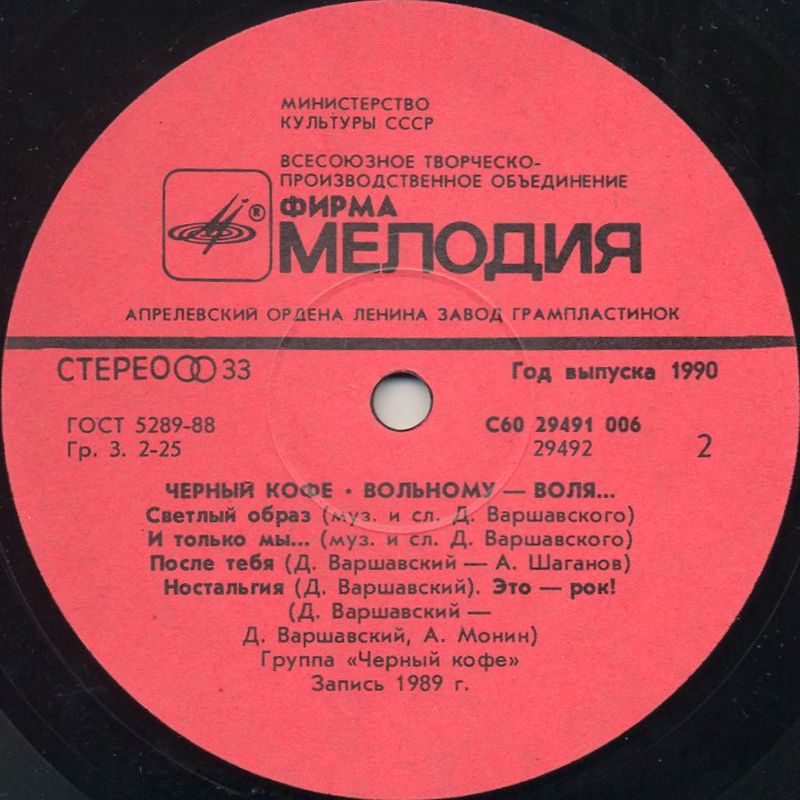 МИНИСТЕРСТВО
КУЛЬТУРЫ СССР
ВСЕСОЮЗНОЕ ТВОРЧЕСКО-
ПРОИЗВОДСТВЕННОЕ ОБЪЕДИНЕНИЕ
®
ФИРМА
МЕЛОДИЯ
АПРЕЛЕВСКИЙ ОРДЕНА ЛЕНИНА ЗАВОД ГРАМПЛАСТИНОК
СТЕРЕО 33
Год выпуска 1990
ГОСТ 5289-88
Гр. 3. 2-25
С60 29491 006
29492
2
ЧЕРНЫЙ КОФЕ ★ ВОЛЬНОМУ — ВОЛЯ...
Светлый образ (муз. и сл. Д. Варшавского)
И только мы... (муз. и сл. Д. Варшавского)
После тебя (Д. Варшавский — А. Шаганов)
Ностальгия (Д. Варшавский). Это — рок!
(Д. Варшавский —
Д. Варшавский, А. Монин)
Группа «Черный кофе»
Запись 1989 г.